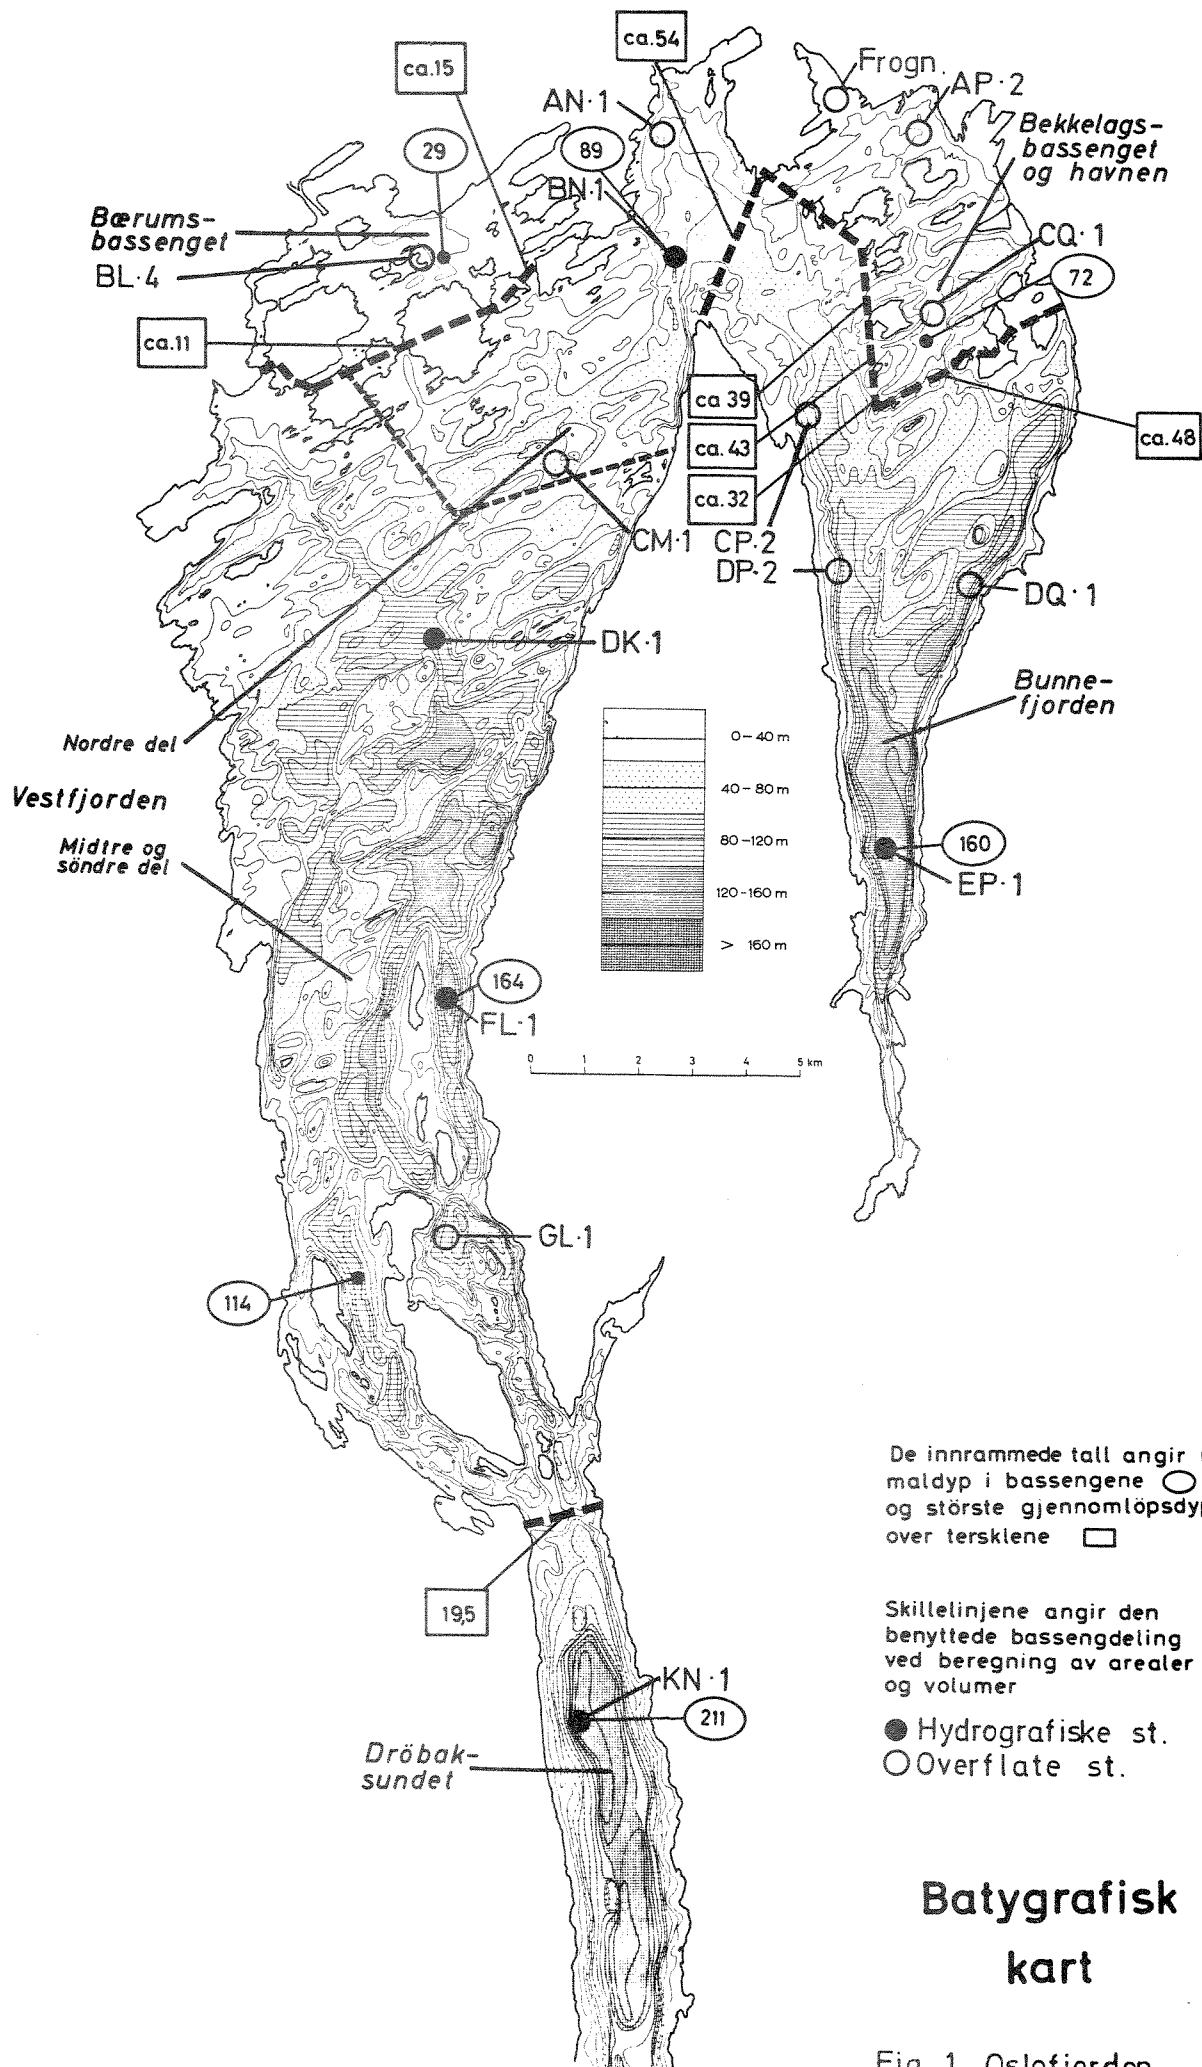 ca.54
ca.15
Frogn.
AN·1
AP·2
Bekkelags-
bassenget
og havnen
29
89
BN·1
Bærums-
bassenget
BL·4
CQ·1
72
ca.11
ca 39
ca.43
ca.48
ca.32
CM·1
CP·2
DP·2
DQ·1
DK·1
Bunne-
fjorden
Nordre del
0-40 m
Vestfjorden
40-80 m
Midtre og
söndre del
80-120 m
160
EP·1
120-160 m
> 160 m
164
FL·1
0 1 2 3 4 5 km
GL·1
114
De innrammede tall angir
maldyp i bassengene
og største gjennomlöpsdyp
over tersklene
19,5
Skillelinjene angir den
benyttede bassengdeling
ved beregning av arealer
og volumer
KN·1
211
Hydrografiske st.
Dröbak-
sundet
Overflate st.
Batygrafisk
kart
Fig. 1. Oslofjorden